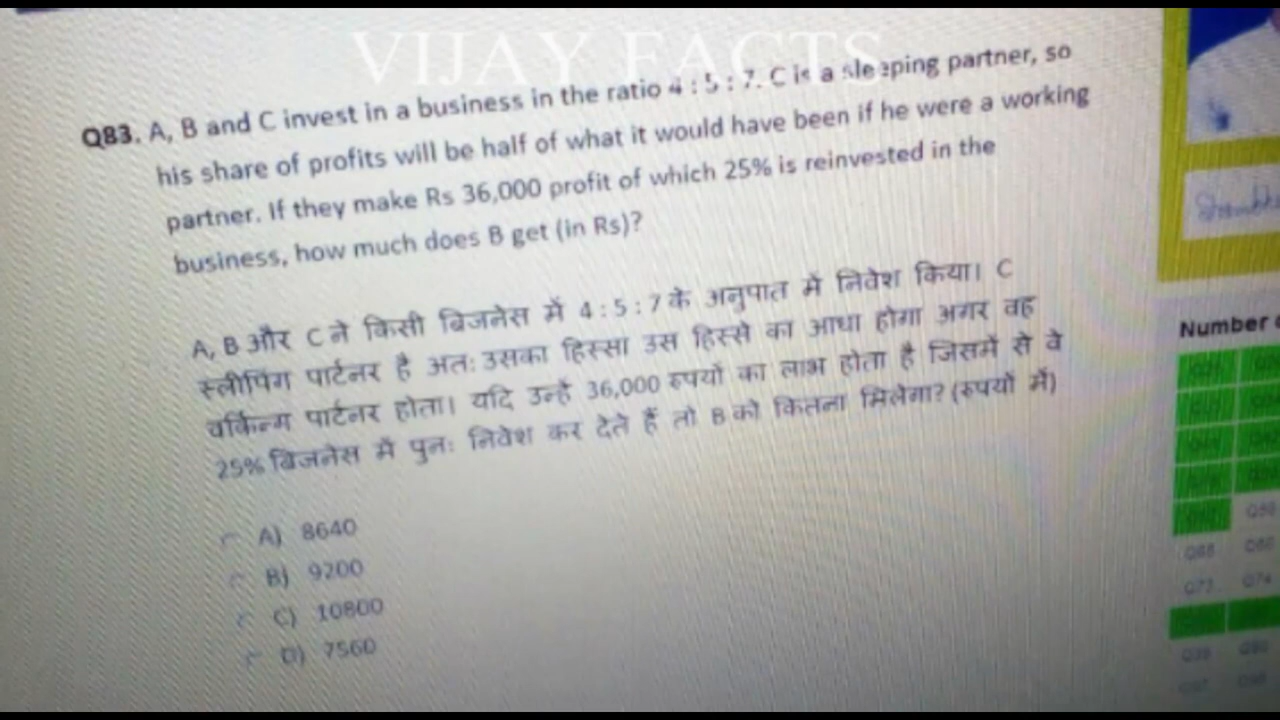 VIJAY FACTS
Q83. A, B and C invest in a business in the ratio 4 : 5 : 7. C is a sleeping partner, so
his share of profits will be half of what it would have been if he were a working
partner. If they make Rs 36,000 profit of which 25% is reinvested in the
business, how much does B get (in Rs)?
A, B और C ने किसी बिजनेस में 4 : 5 : 7 के अनुपात में निवेश किया। C
स्लीपिंग पार्टनर है अतः उसका हिस्सा उस हिस्से का आधा होगा अगर वह
वर्किन्ग पार्टनर होता। यदि उन्हें 36,000 रुपयों का लाभ होता है जिसमें से वे
25% बिजनेस में पुनः निवेश कर देते हैं तो B को कितना मिलेगा? (रुपयों में)
A) 8640
B) 9200
C) 10800
D) 7560
Number